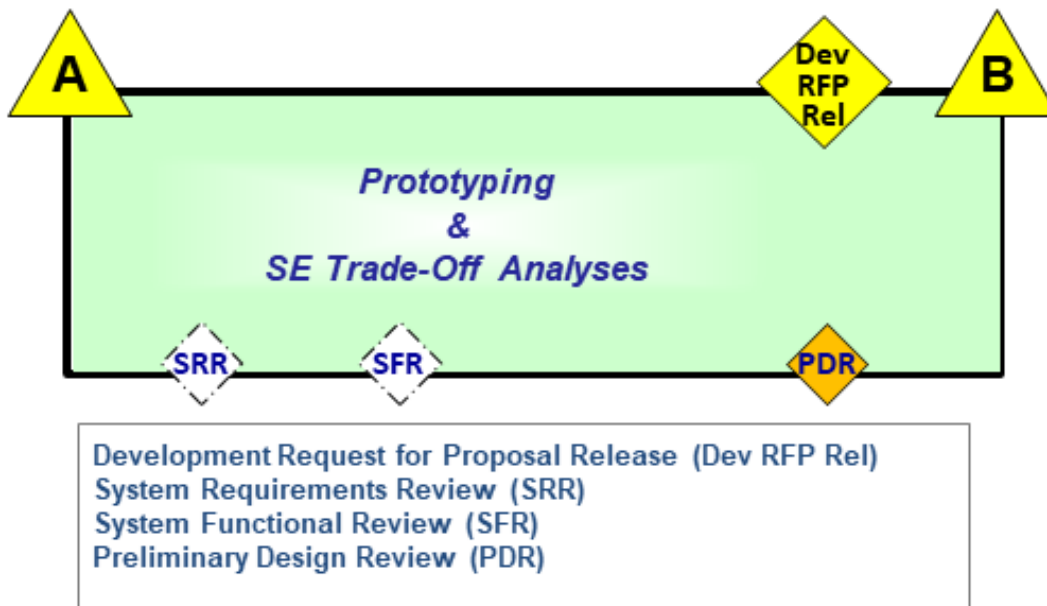 A
Dev
RFP
Rel
B
Prototyping
&
SE Trade-Off Analyses
SRR
SFR
PDR
Development Request for Proposal Release (Dev RFP Rel)
System Requirements Review (SRR)
System Functional Review (SFR)
Preliminary Design Review (PDR)